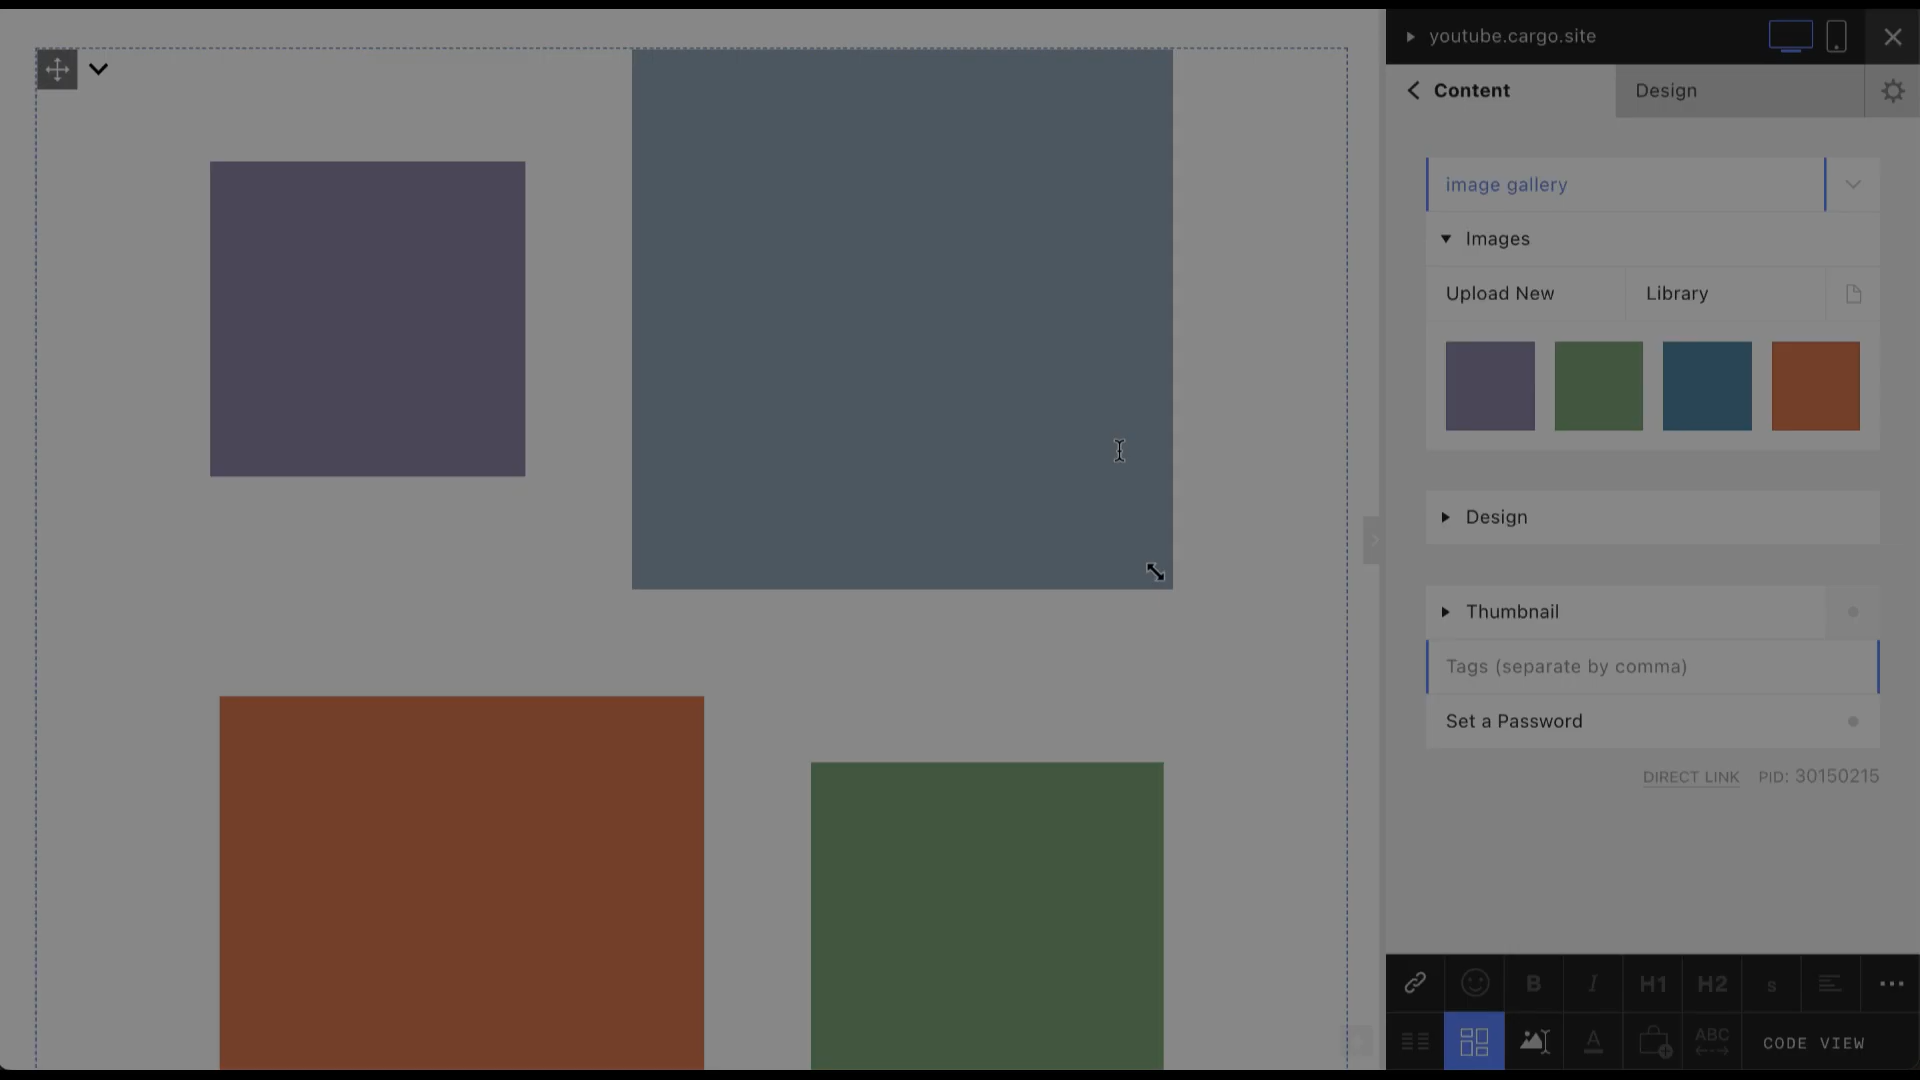 youtube.cargo.site
Content
Design
image gallery
Images
Upload New
Library
Design
Thumbnail
Tags (separate by comma)
Set a Password
DIRECT LINK PID: 30150215
B I H1 H2 s
A ABC CODE VIEW